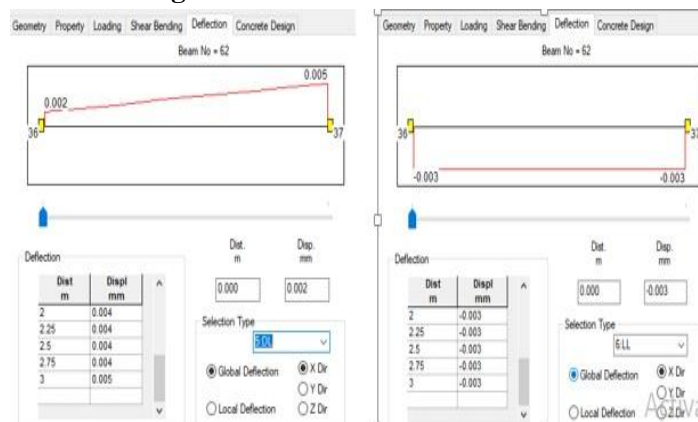 Geometry Property Loading Shear Bending Deflection Concrete Design
Beam No = 62
0.005
0.002
36 37
Dist. m Disp. mm
Deflection
0.000 0.002
Dist m Displ mm
2 0.004
2.25 0.004
2.5 0.004
2.75 0.004
3 0.005
Selection Type
5:DL
Global Deflection X Dir
Y Dir
Local Deflection Z Dir
Geometry Property Loading Shear Bending Deflection Concrete Design
Beam No = 62
36 37
-0.003 -0.003
Dist. m Disp. mm
Deflection
0.000 -0.003
Dist m Displ mm
2 -0.003
2.25 -0.003
2.5 -0.003
2.75 -0.003
3 -0.003
Selection Type
6:LL
Global Deflection X Dir
Y Dir
Local Deflection Z Dir